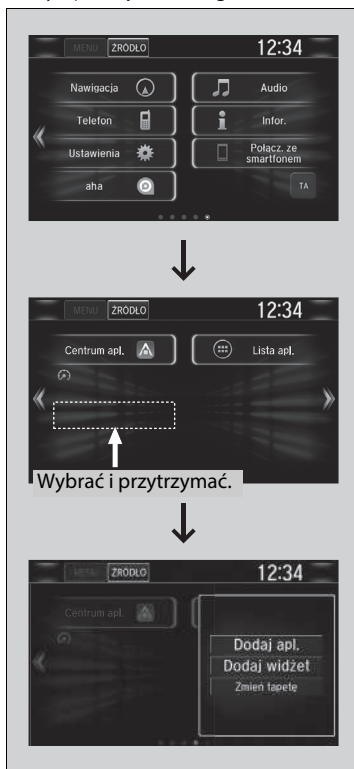 MENU ŹRÓDŁO 12:34
Nawigacja Audio
Telefon Infor.
Ustawienia Połącz. ze
smartfonem
aha TA
MENU ŹRÓDŁO 12:34
Centrum apl. Lista apl.
Wybrać i przytrzymać.
MENU ŹRÓDŁO 12:34
Centrum apl.
Dodaj apl.
Dodaj widżet
Zmień tapetę